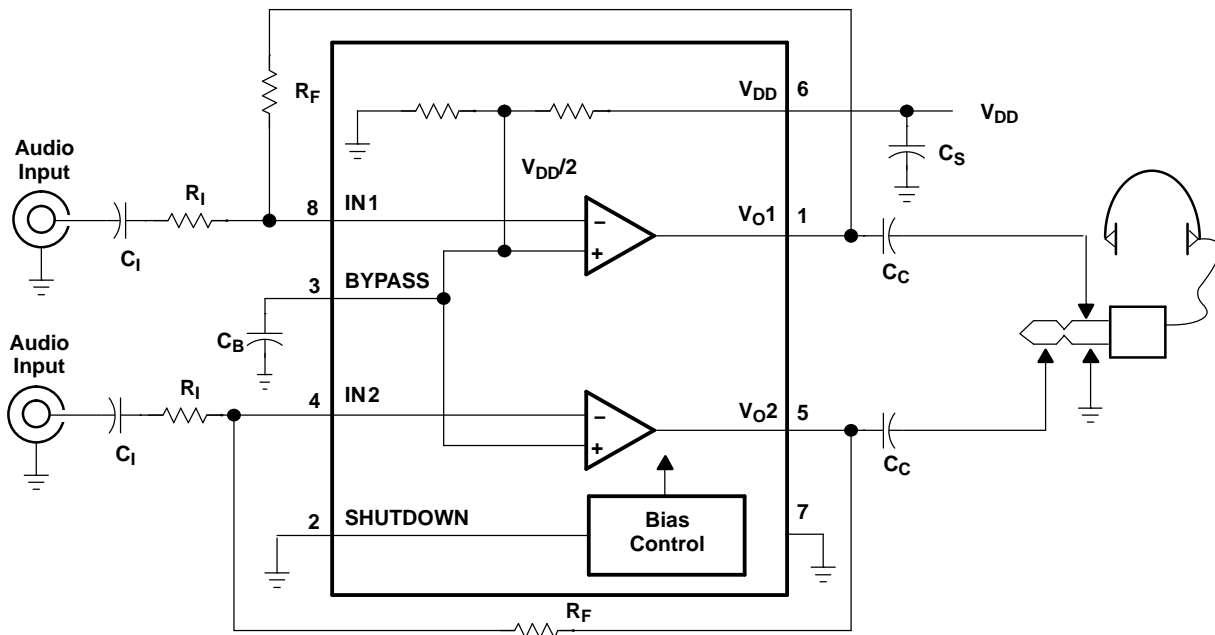 RF
VDD 6
VDD
CS
Audio
Input
RI
CI
VDD/2
8 IN1
−
+
VO1 1
CC
3 BYPASS
CB
Audio
Input
RI
CI
4 IN2
−
+
VO2 5
CC
2 SHUTDOWN
Bias
Control
7
RF